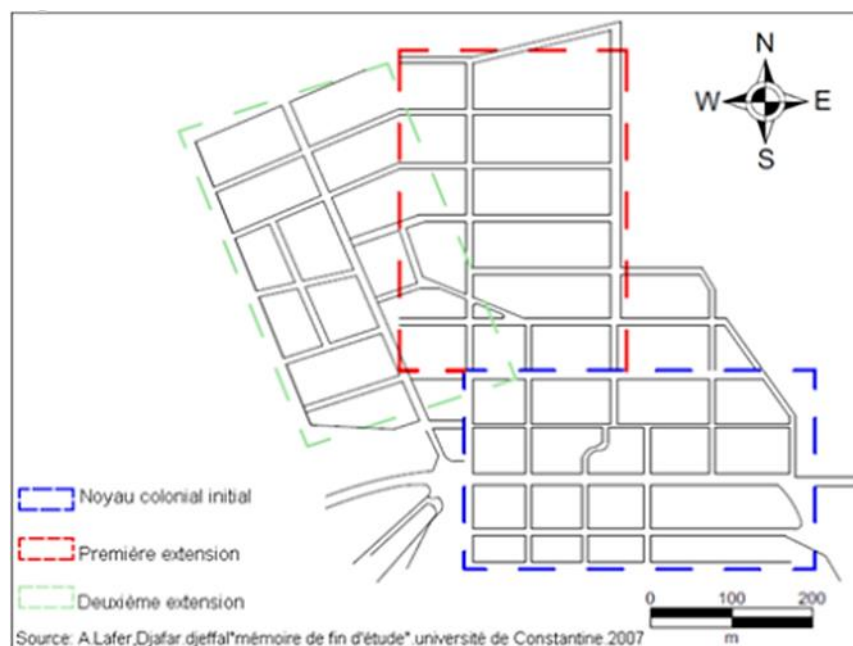 N
W E
S
Noyau colonial initial
Première extension
Deuxième extension
0 100 200
m
Source: A.Lafer,Djafar.djeffal"mémoire de fin d'étude".université de Constantine.2007